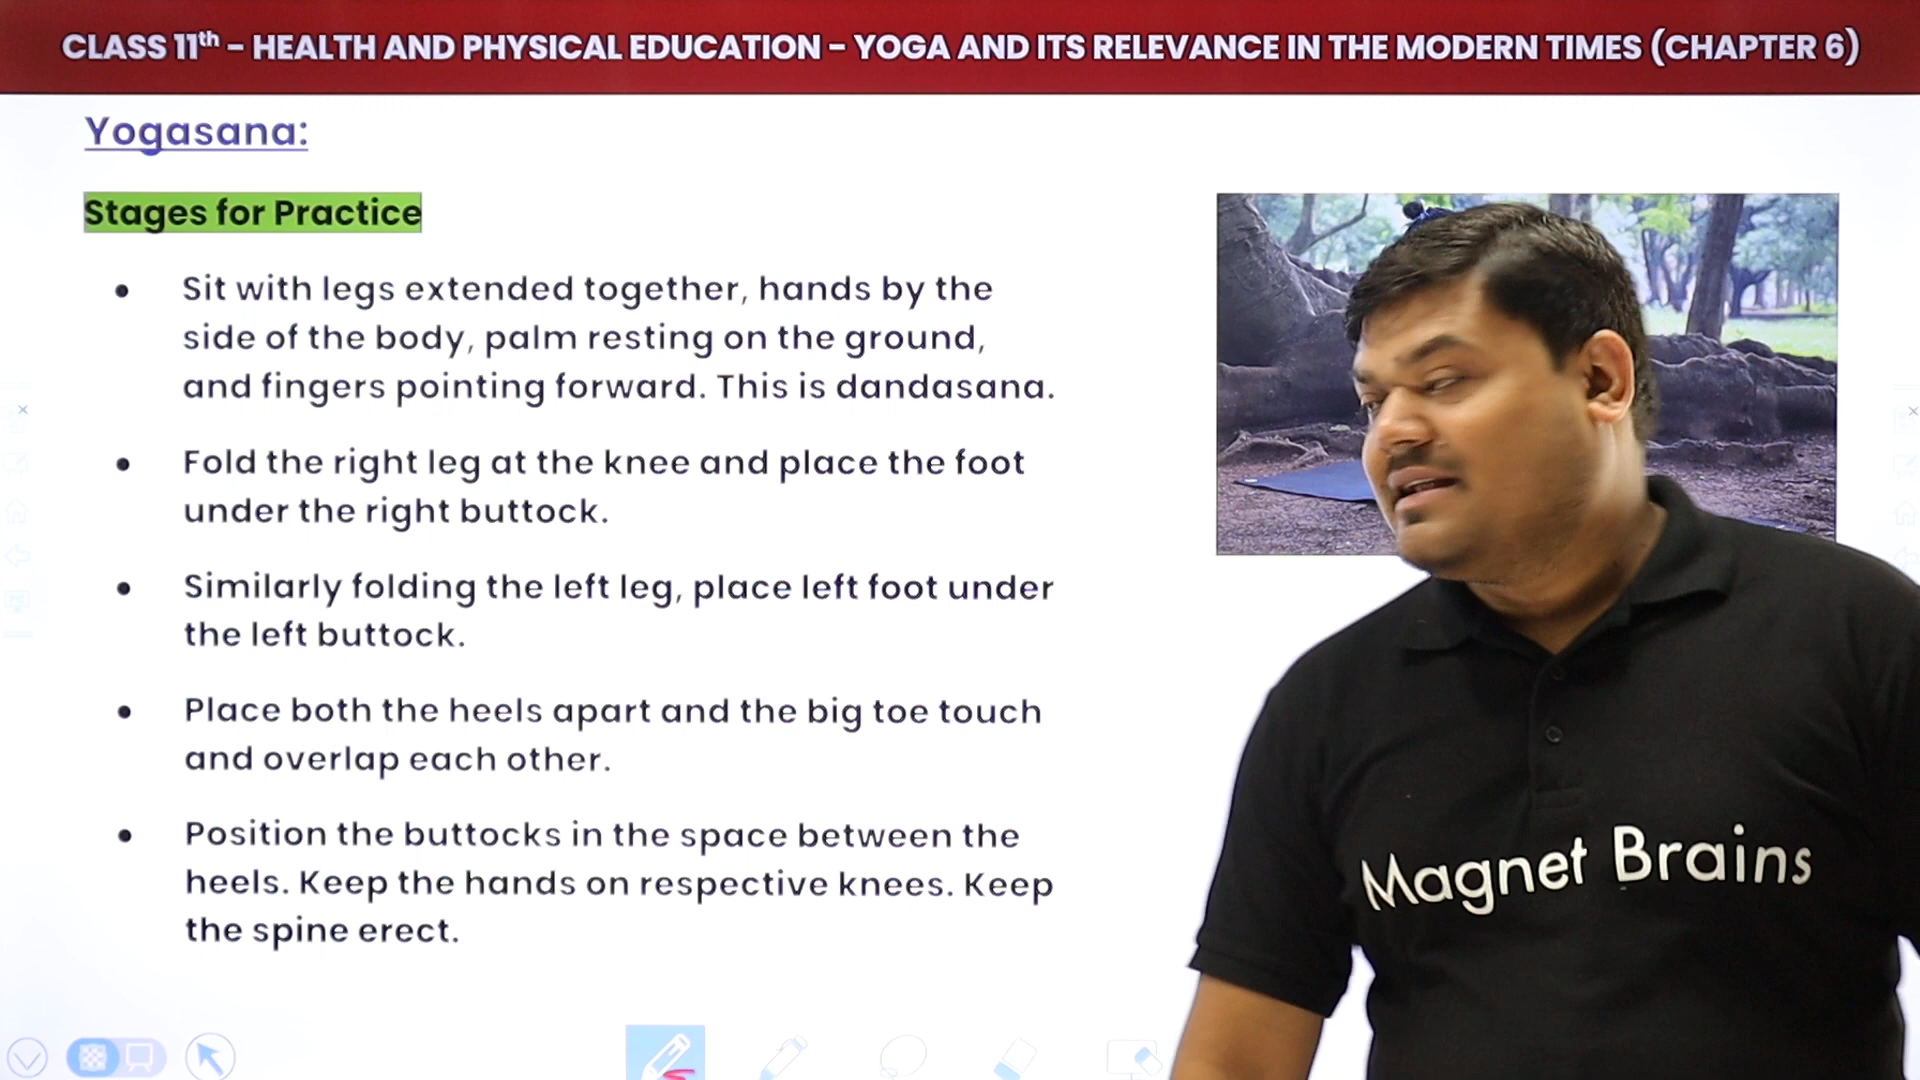 CLASS 11th – HEALTH AND PHYSICAL EDUCATION – YOGA AND ITS RELEVANCE IN THE MODERN TIMES (CHAPTER 6)
Yogasana:
Stages for Practice
• Sit with legs extended together, hands by the
side of the body, palm resting on the ground,
and fingers pointing forward. This is dandasana.
• Fold the right leg at the knee and place the foot
under the right buttock.
• Similarly folding the left leg, place left foot under
the left buttock.
• Place both the heels apart and the big toe touch
and overlap each other.
• Position the buttocks in the space between the
heels. Keep the hands on respective knees. Keep
the spine erect.
Magnet Brains